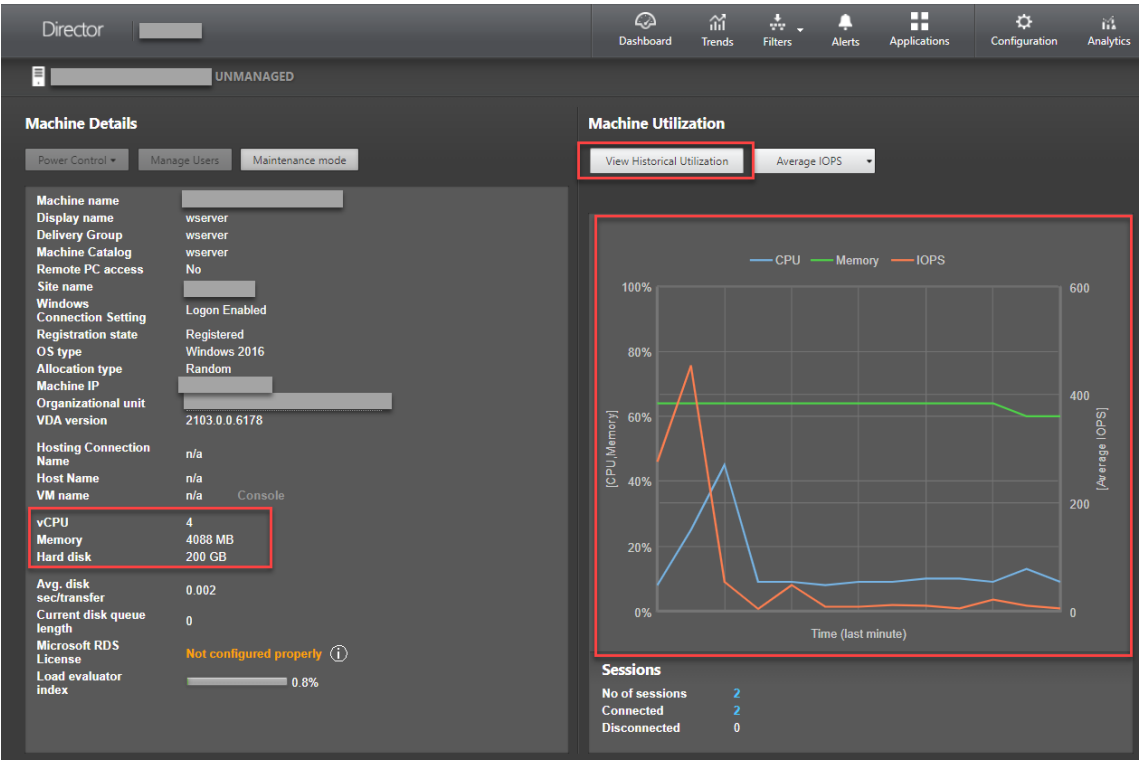 Director
Dashboard Trends Filters Alerts Applications Configuration Analytics
UNMANAGED
Machine Details
Power Control Manage Users Maintenance mode
Machine name
Display name wserver
Delivery Group wserver
Machine Catalog wserver
Remote PC access No
Site name
Windows
Connection Setting Logon Enabled
Registration state Registered
OS type Windows 2016
Allocation type Random
Machine IP
Organizational unit
VDA version 2103.0.0.6178
Hosting Connection
Name n/a
Host Name n/a
VM name n/a Console
vCPU 4
Memory 4088 MB
Hard disk 200 GB
Avg. disk
sec/transfer 0.002
Current disk queue
length 0
Microsoft RDS
License Not configured properly i
Load evaluator
index 0.8%
Machine Utilization
View Historical Utilization Average IOPS
CPU Memory IOPS
100% 600
80%
60% 400
40%
200
20%
0% 0
[CPU,Memory]
[Average IOPS]
Time (last minute)
Sessions
No of sessions 2
Connected 2
Disconnected 0